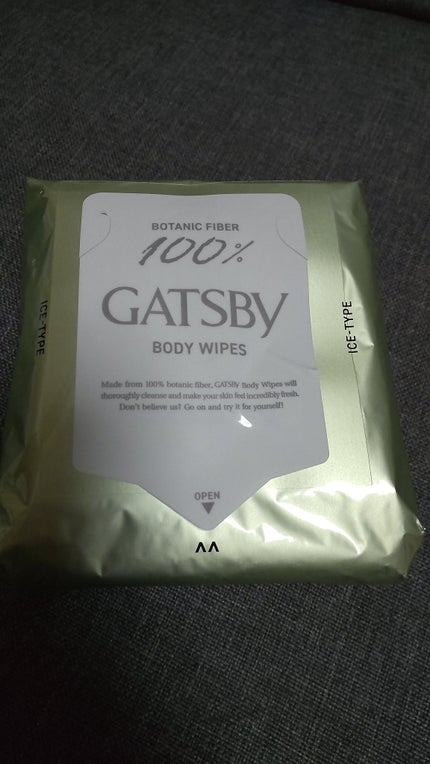 BOTANIC FIBER
100%
GATSBY
BODY WIPES
Made from 100% botanic fiber, GATSBY Body Wipes will
thoroughly cleanse and make your skin feel incredibly fresh.
Don't believe us? Go on and try it for yourself!
OPEN
ICE-TYPE
ICE-TYPE